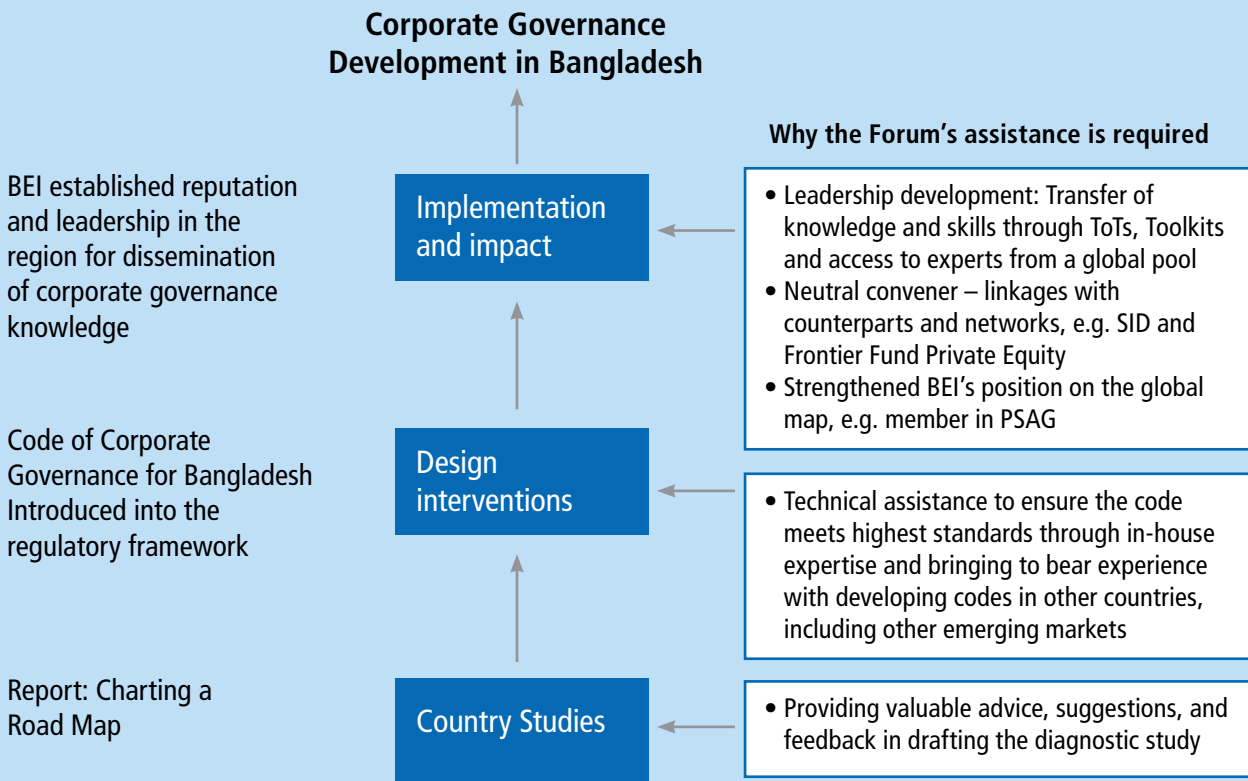 Corporate Governance
Development in Bangladesh
Why the Forum's assistance is required
BEI established reputation
and leadership in the
region for dissemination
of corporate governance
knowledge
Implementation
and impact
• Leadership development: Transfer of
knowledge and skills through ToTs, Toolkits
and access to experts from a global pool
• Neutral convener – linkages with
counterparts and networks, e.g. SID and
Frontier Fund Private Equity
• Strengthened BEI's position on the global
map, e.g. member in PSAG
Code of Corporate
Governance for Bangladesh
Introduced into the
regulatory framework
Design
interventions
• Technical assistance to ensure the code
meets highest standards through in-house
expertise and bringing to bear experience
with developing codes in other countries,
including other emerging markets
Report: Charting a
Road Map
Country Studies
• Providing valuable advice, suggestions, and
feedback in drafting the diagnostic study